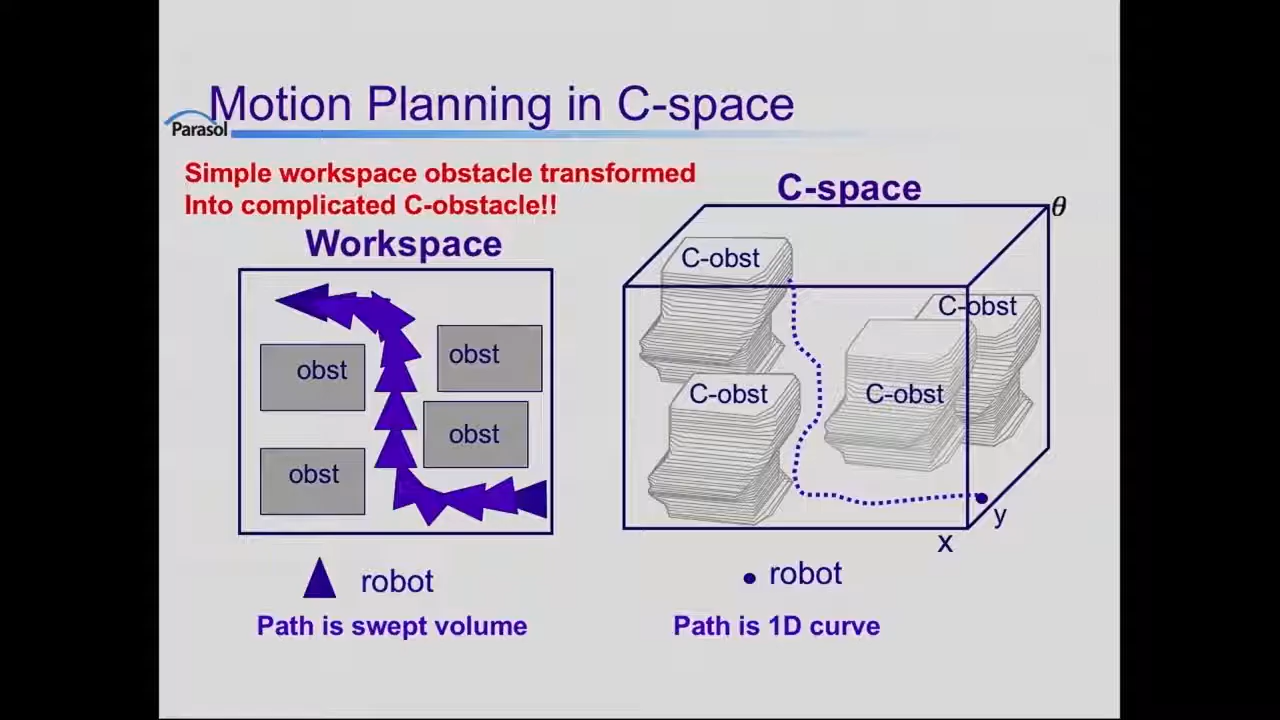 Motion Planning in C-space
Parasol
Simple workspace obstacle transformed
Into complicated C-obstacle!!
Workspace
obst
obst
obst
obst
robot
Path is swept volume
C-space
θ
C-obst
C-obst
C-obst
C-obst
y
x
robot
Path is 1D curve